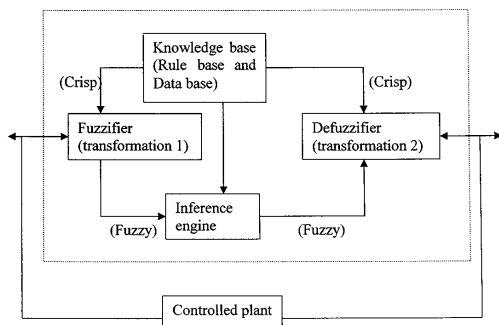 Knowledge base
(Rule base and
Data base)
(Crisp)
(Crisp)
Fuzzifier
(transformation 1)
Defuzzifier
(transformation 2)
Inference
engine
(Fuzzy)
(Fuzzy)
Controlled plant